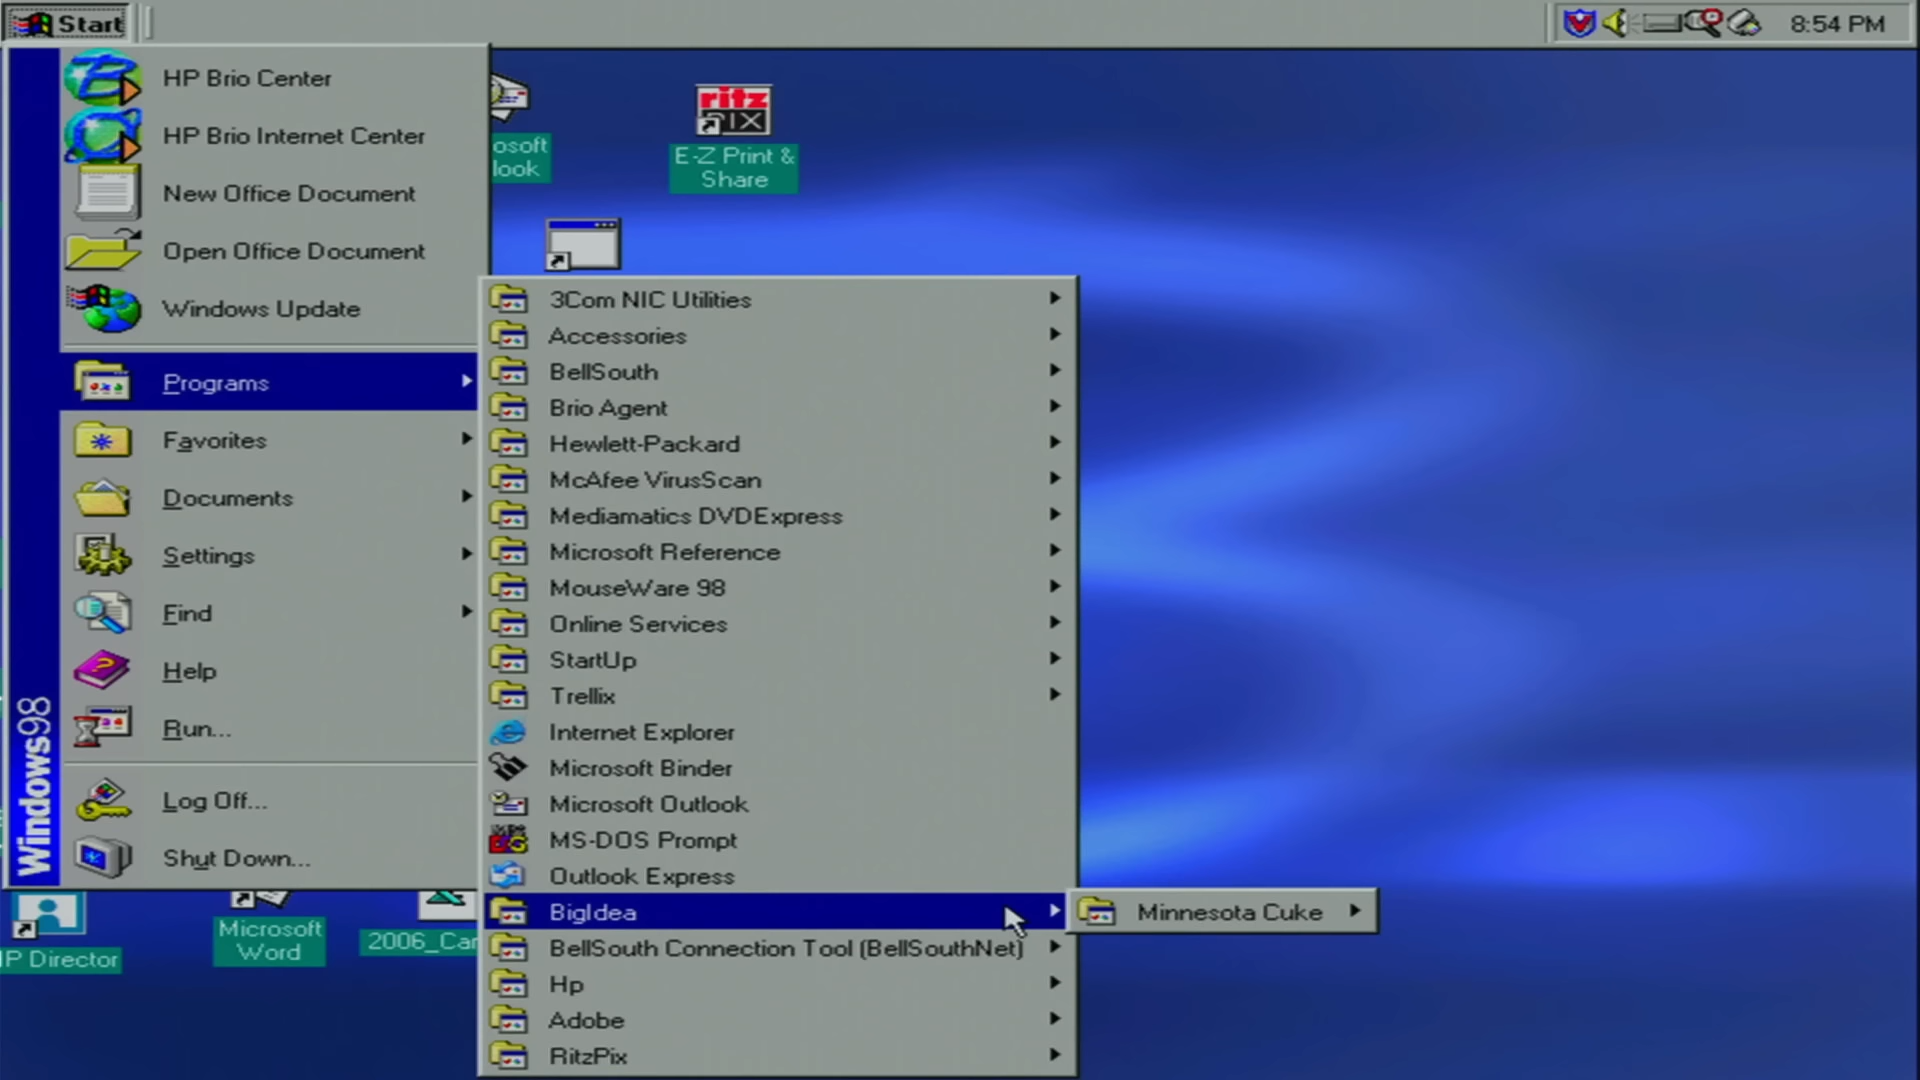 Start
8:54 PM
HP Brio Center
HP Brio Internet Center
New Office Document
Open Office Document
Windows Update
Programs
Favorites
Documents
Settings
Find
Help
Run...
Log Off...
Shut Down...
Windows98
osoft
look
ritz
PIX
E-Z Print &
Share
3Com NIC Utilities
Accessories
BellSouth
Brio Agent
Hewlett-Packard
McAfee VirusScan
Mediamatics DVDExpress
Microsoft Reference
MouseWare 98
Online Services
StartUp
Trellix
Internet Explorer
Microsoft Binder
Microsoft Outlook
MS-DOS Prompt
Outlook Express
BigIdea
BellSouth Connection Tool (BellSouthNet)
Hp
Adobe
RitzPix
Minnesota Cuke
IP Director
Microsoft
Word
2006_Car